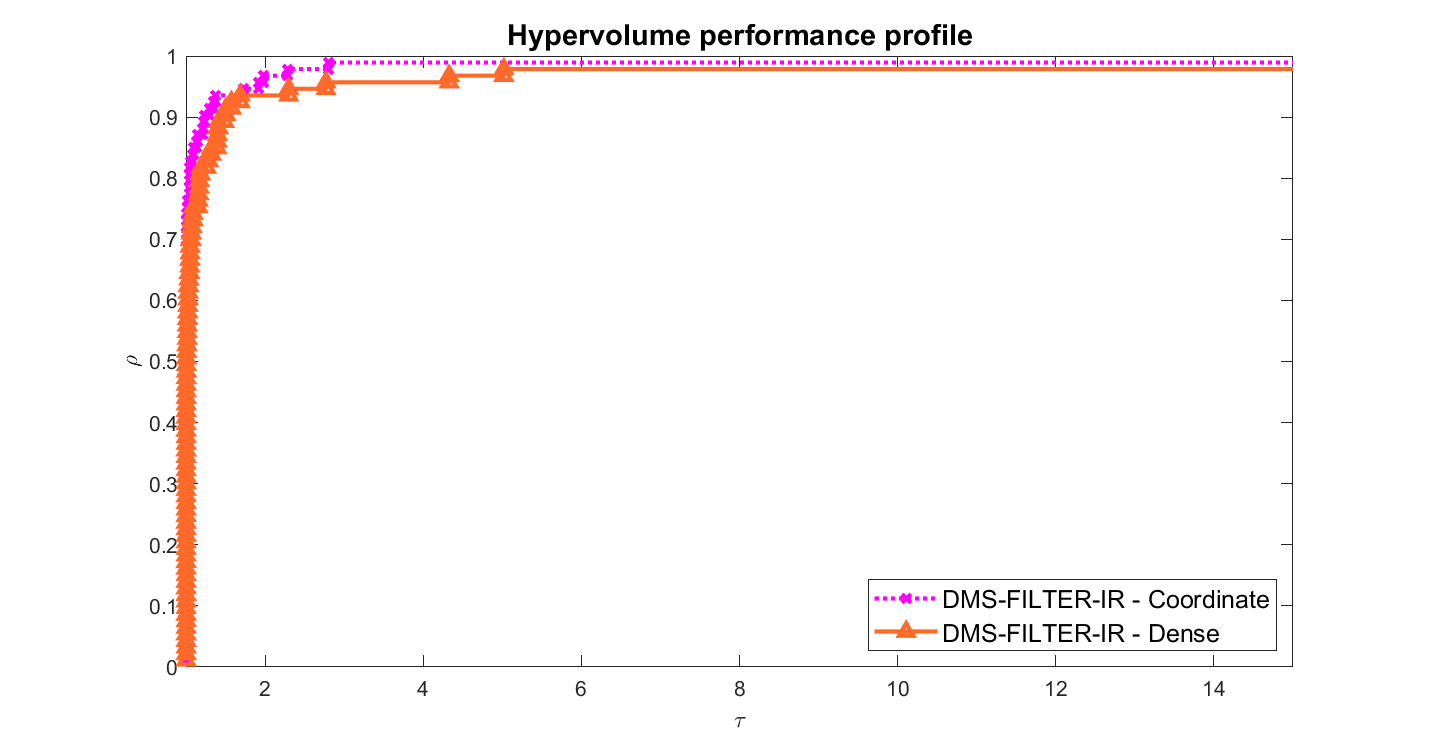 Hypervolume performance profile
1
0.9
0.8
0.7
0.6
0.5
0.4
0.3
0.2
0.1
0
ρ
2 4 6 8 10 12 14
τ
DMS-FILTER-IR - Coordinate
DMS-FILTER-IR - Dense